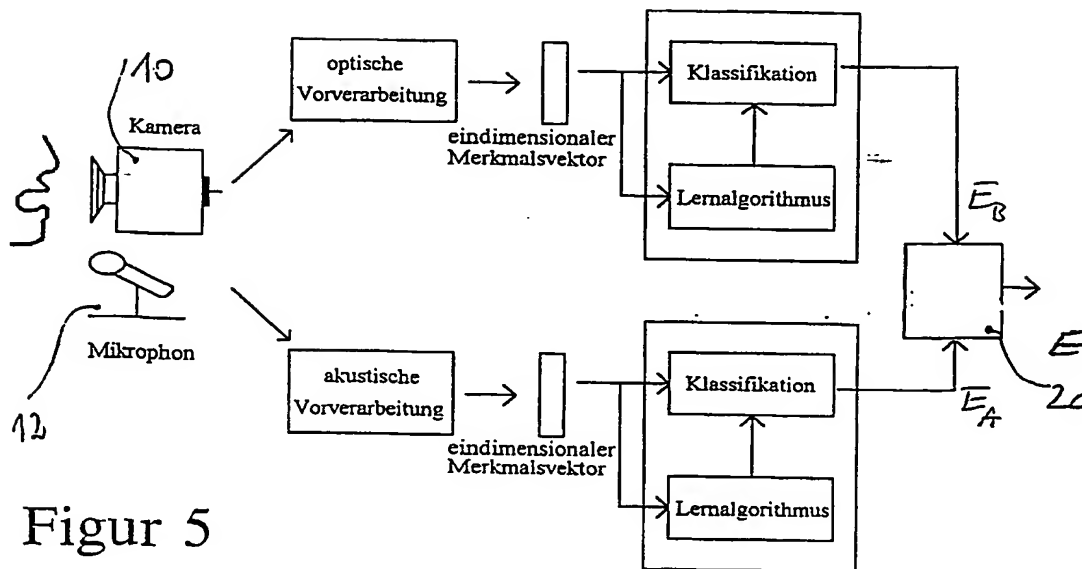 10
Kamera
optische
Vorverarbeitung
eindimensionaler
Merkmalsvektor
Klassifikation
Lernalgorithmus
E_B
12
Mikrophon
akustische
Vorverarbeitung
eindimensionaler
Merkmalsvektor
Klassifikation
Lernalgorithmus
E_A
E
20
Figur 5